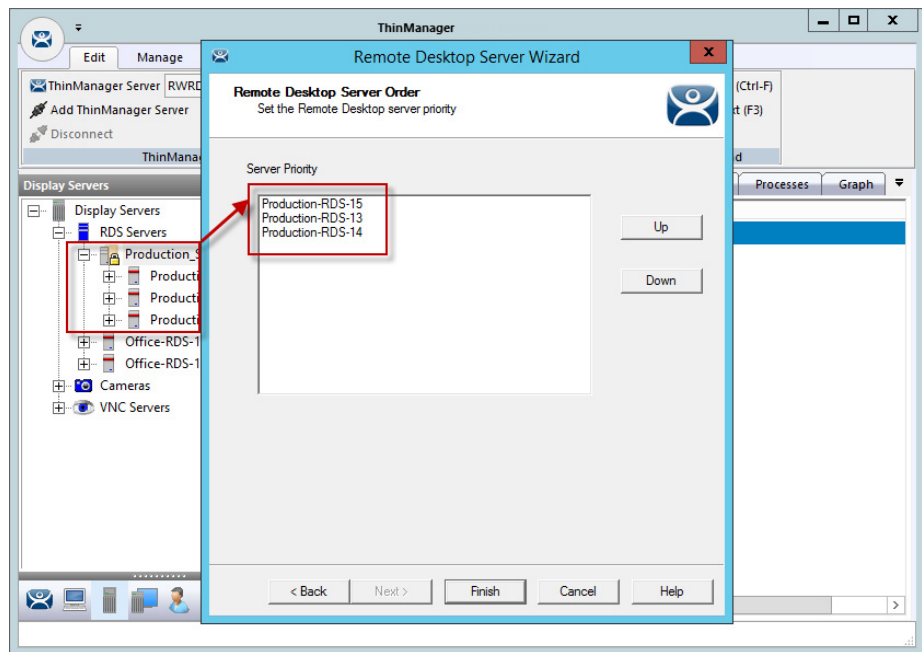 ThinManager
Edit Manage
ThinManager Server RWRD
Add ThinManager Server
Disconnect
ThinMana
(Ctrl-F)
xt (F3)
d
Processes Graph
Display Servers
Display Servers
RDS Servers
Production_S
Producti
Producti
Producti
Office-RDS-1
Office-RDS-1
Cameras
VNC Servers
Remote Desktop Server Wizard
x
Remote Desktop Server Order
Set the Remote Desktop server priority
Server Priority
Production-RDS-15
Production-RDS-13
Production-RDS-14
Up
Down
< Back Next > Finish Cancel Help